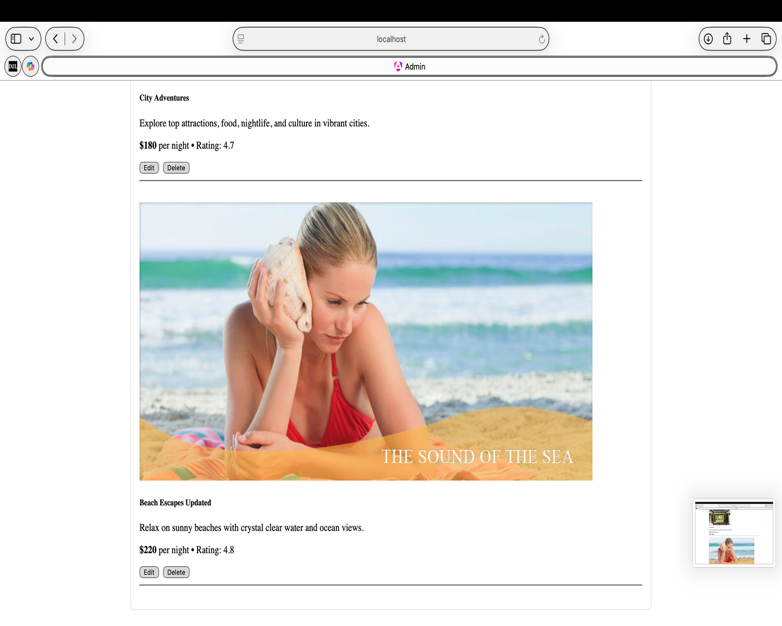 localhost
Admin
City Adventures
Explore top attractions, food, nightlife, and culture in vibrant cities.
$180 per night • Rating: 4.7
Edit Delete
THE SOUND OF THE SEA
Beach Escapes Updated
Relax on sunny beaches with crystal clear water and ocean views.
$220 per night • Rating: 4.8
Edit Delete